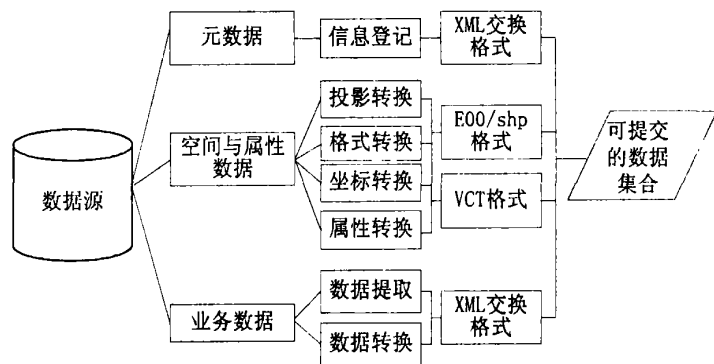 元数据
信息登记
XML交换
格式
投影转换
空间与属性
数据
格式转换
坐标转换
属性转换
E00/shp
格式
VCT格式
数据源
可提交
的数据
集合
业务数据
数据提取
数据转换
XML交换
格式